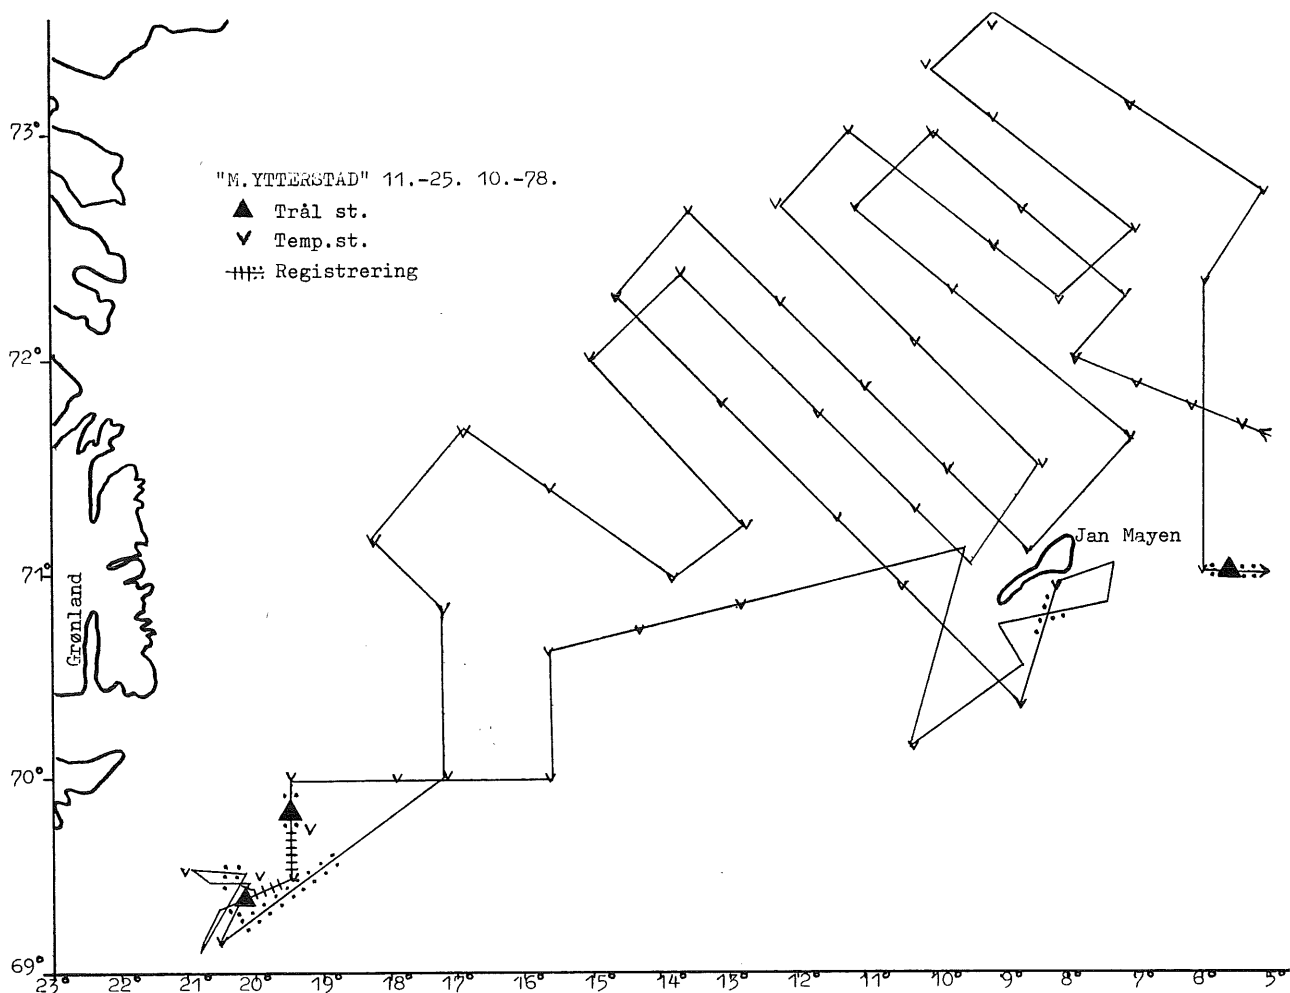 73°
"M.YTTERSTAD" 11.-25. 10.-78.
Trål st.
Temp.st.
Registrering
72°
Jan Mayen
71°
Grønland
70°
69°
23° 22° 21° 20° 19° 18° 17° 16° 15° 14° 13° 12° 11° 10° 9° 8° 7° 6° 5°